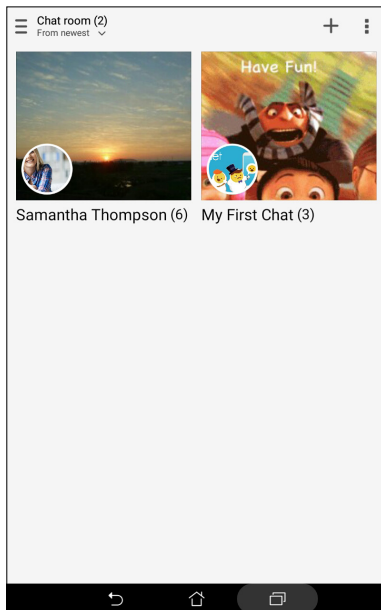 Chat room (2)
From newest
Have Fun!
Samantha Thompson (6)
My First Chat (3)